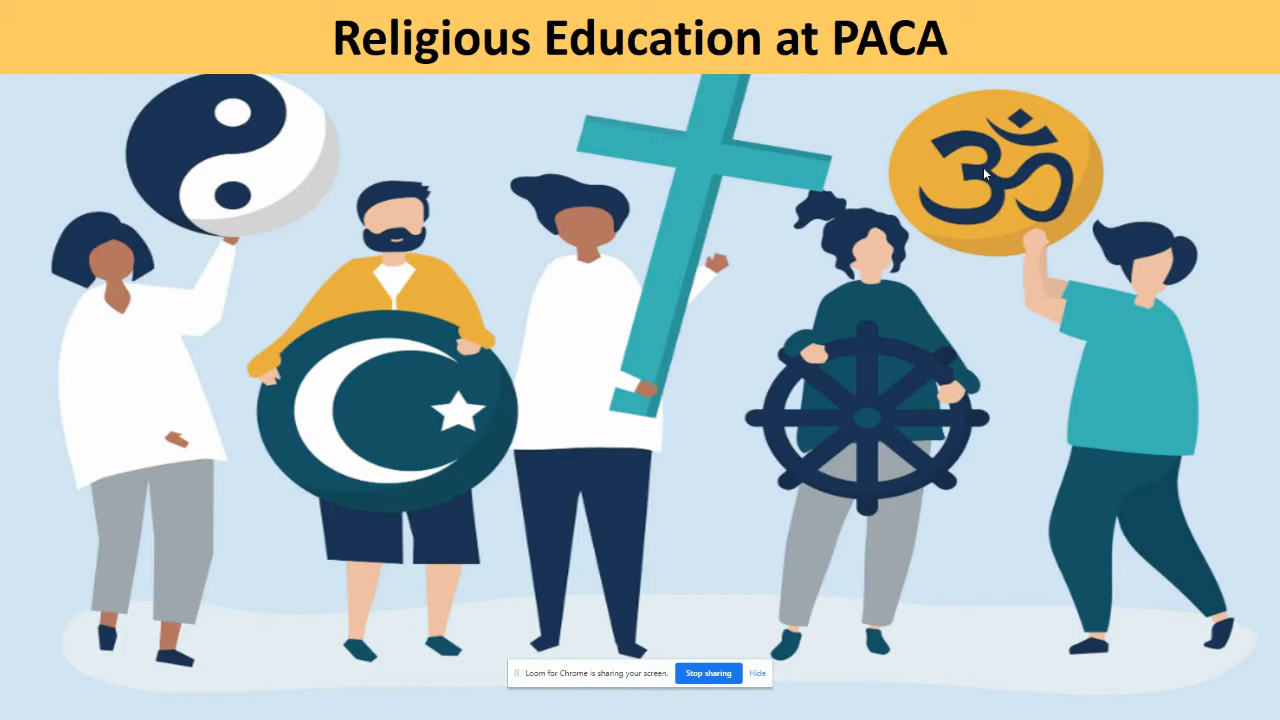 Religious Education at PACA
ॐ
Loom for Chrome is sharing your screen. Stop sharing Hide